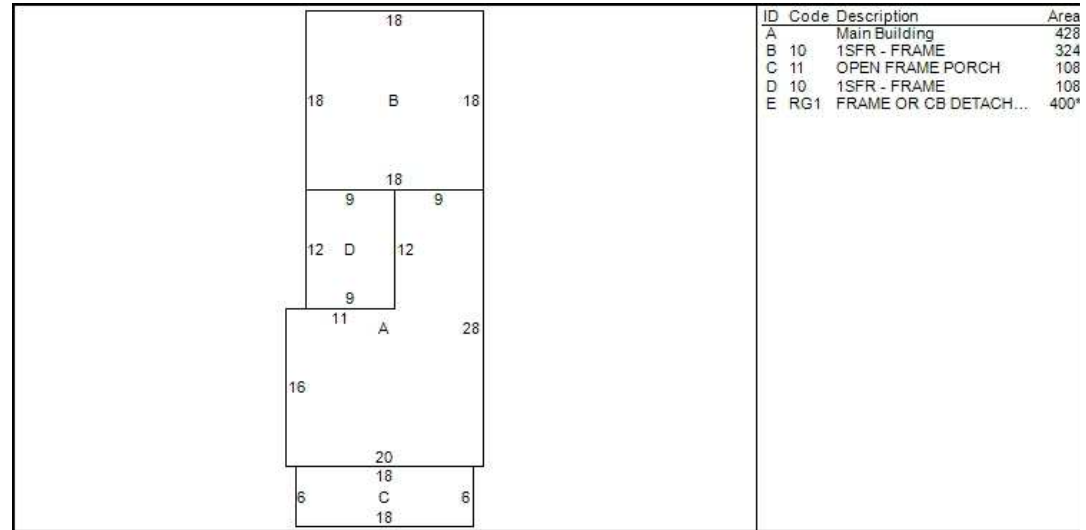 18
18 B 18
18
9 9
12 D 12
9
11
A 28
16
20
18
6 C 6
18
ID Code Description Area
A Main Building 428
B 10 1SFR - FRAME 324
C 11 OPEN FRAME PORCH 108
D 10 1SFR - FRAME 108
E RG1 FRAME OR CB DETACH... 400*